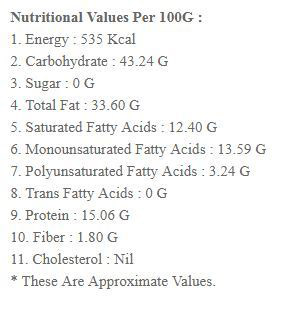 Nutritional Values Per 100G :
1. Energy : 535 Kcal
2. Carbohydrate : 43.24 G
3. Sugar : 0 G
4. Total Fat : 33.60 G
5. Saturated Fatty Acids : 12.40 G
6. Monounsaturated Fatty Acids : 13.59 G
7. Polyunsaturated Fatty Acids : 3.24 G
8. Trans Fatty Acids : 0 G
9. Protein : 15.06 G
10. Fiber : 1.80 G
11. Cholesterol : Nil
* These Are Approximate Values.